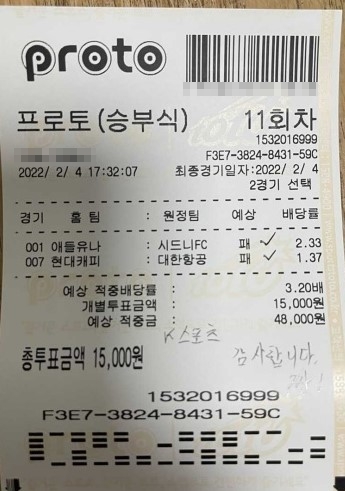 proto
프로토(승부식) 11회차
1532016999
F3E7-3824-8431-59C
2022/ 2/ 4 17:32:07 최종경기일자:2022/ 2/ 4
2경기 선택
경기 홈 팀 : 원정팀 예상 배당률
001 애들유나 : 시드니FC 패 ✓ 2.33
007 현대캐피 : 대한항공 패 ✓ 1.37
예상 적중배당률 : 3.20배
개별투표금액 : 15,000원
예상 적중금 : 48,000원
K스포츠
총투표금액 15,000원 감사합니다.
1532016999
F3E7-3824-8431-59C